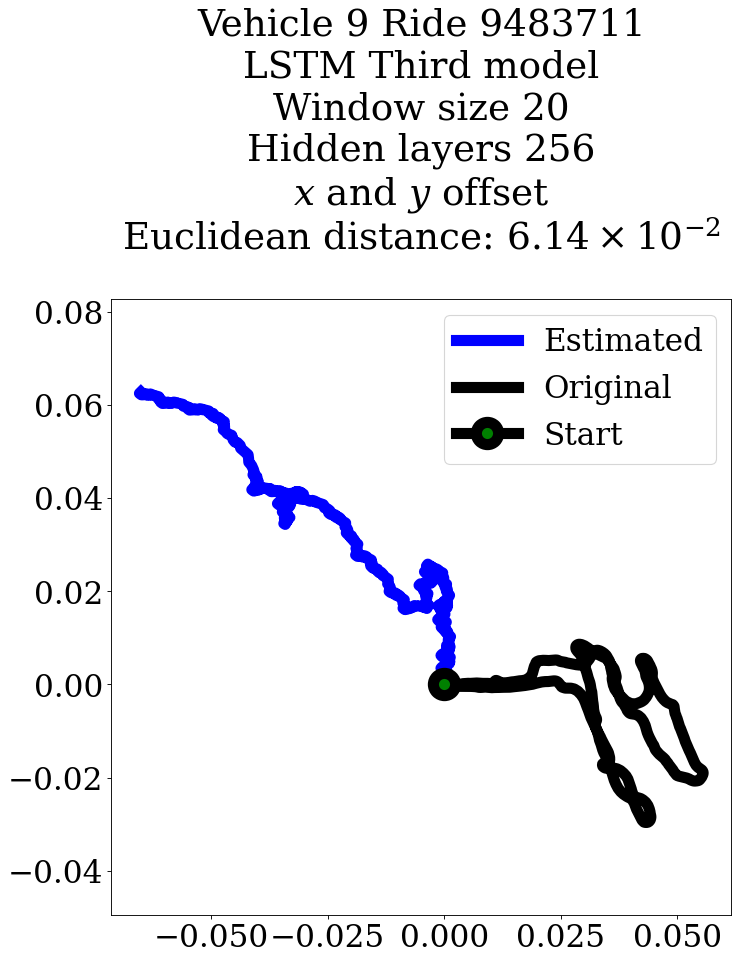 Vehicle 9 Ride 9483711
LSTM Third model
Window size 20
Hidden layers 256
x and y offset
Euclidean distance: 6.14 × 10⁻²
0.08
0.06
0.04
0.02
0.00
−0.02
−0.04
Estimated
Original
Start
−0.050 −0.025 0.000 0.025 0.050